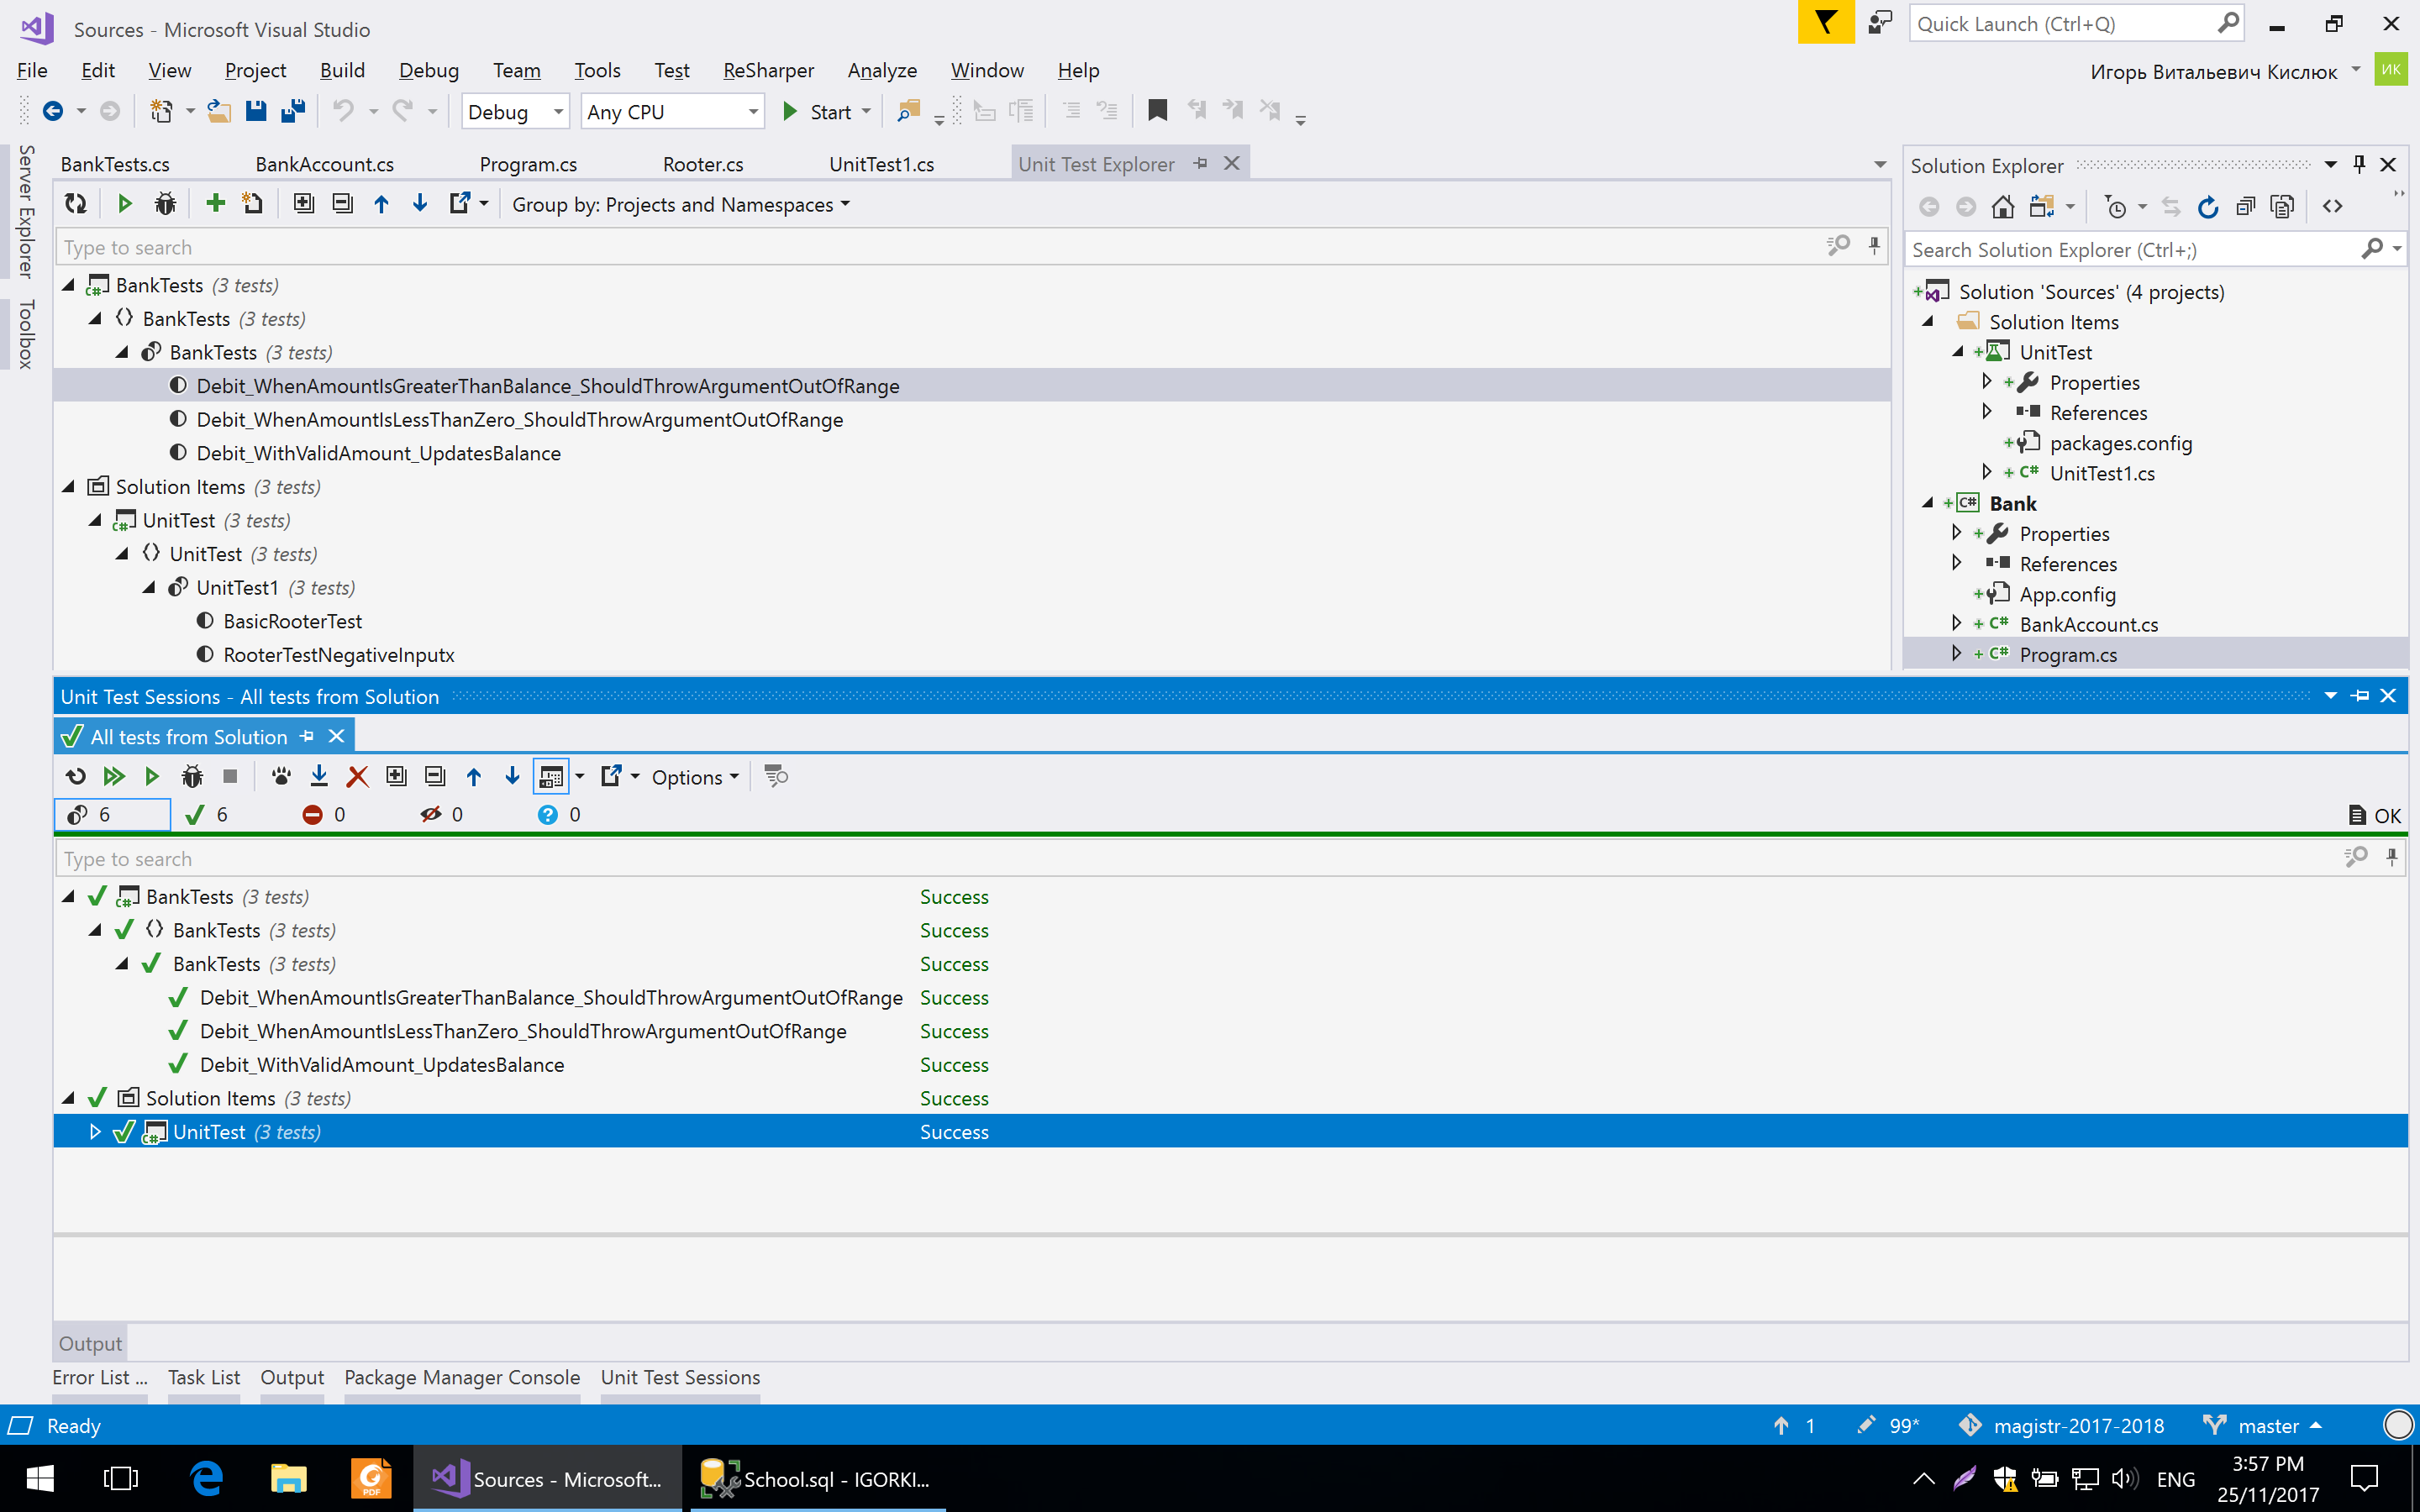 Sources - Microsoft Visual Studio
Quick Launch (Ctrl+Q)
File Edit View Project Build Debug Team Tools Test ReSharper Analyze Window Help
Игорь Витальевич Кислюк
ИК
Debug Any CPU Start
Server Explorer
Toolbox
BankTests.cs BankAccount.cs Program.cs Rooter.cs UnitTest1.cs Unit Test Explorer
Group by: Projects and Namespaces
Type to search
BankTests (3 tests)
BankTests (3 tests)
BankTests (3 tests)
Debit_WhenAmountIsGreaterThanBalance_ShouldThrowArgumentOutOfRange
Debit_WhenAmountIsLessThanZero_ShouldThrowArgumentOutOfRange
Debit_WithValidAmount_UpdatesBalance
Solution Items (3 tests)
UnitTest (3 tests)
UnitTest (3 tests)
UnitTest1 (3 tests)
BasicRooterTest
RooterTestNegativeInputx
Solution Explorer
Search Solution Explorer (Ctrl+;)
Solution 'Sources' (4 projects)
Solution Items
UnitTest
Properties
References
packages.config
C# UnitTest1.cs
C# Bank
Properties
References
App.config
C# BankAccount.cs
C# Program.cs
Unit Test Sessions - All tests from Solution
All tests from Solution
Options
6 6 0 0 0 OK
Type to search
BankTests (3 tests) Success
BankTests (3 tests) Success
BankTests (3 tests) Success
Debit_WhenAmountIsGreaterThanBalance_ShouldThrowArgumentOutOfRange Success
Debit_WhenAmountIsLessThanZero_ShouldThrowArgumentOutOfRange Success
Debit_WithValidAmount_UpdatesBalance Success
Solution Items (3 tests) Success
UnitTest (3 tests) Success
Output
Error List ... Task List Output Package Manager Console Unit Test Sessions
Ready 1 99* magistr-2017-2018 master
PDF Sources - Microsoft... School.sql - IGORKI... ENG 3:57 PM
25/11/2017